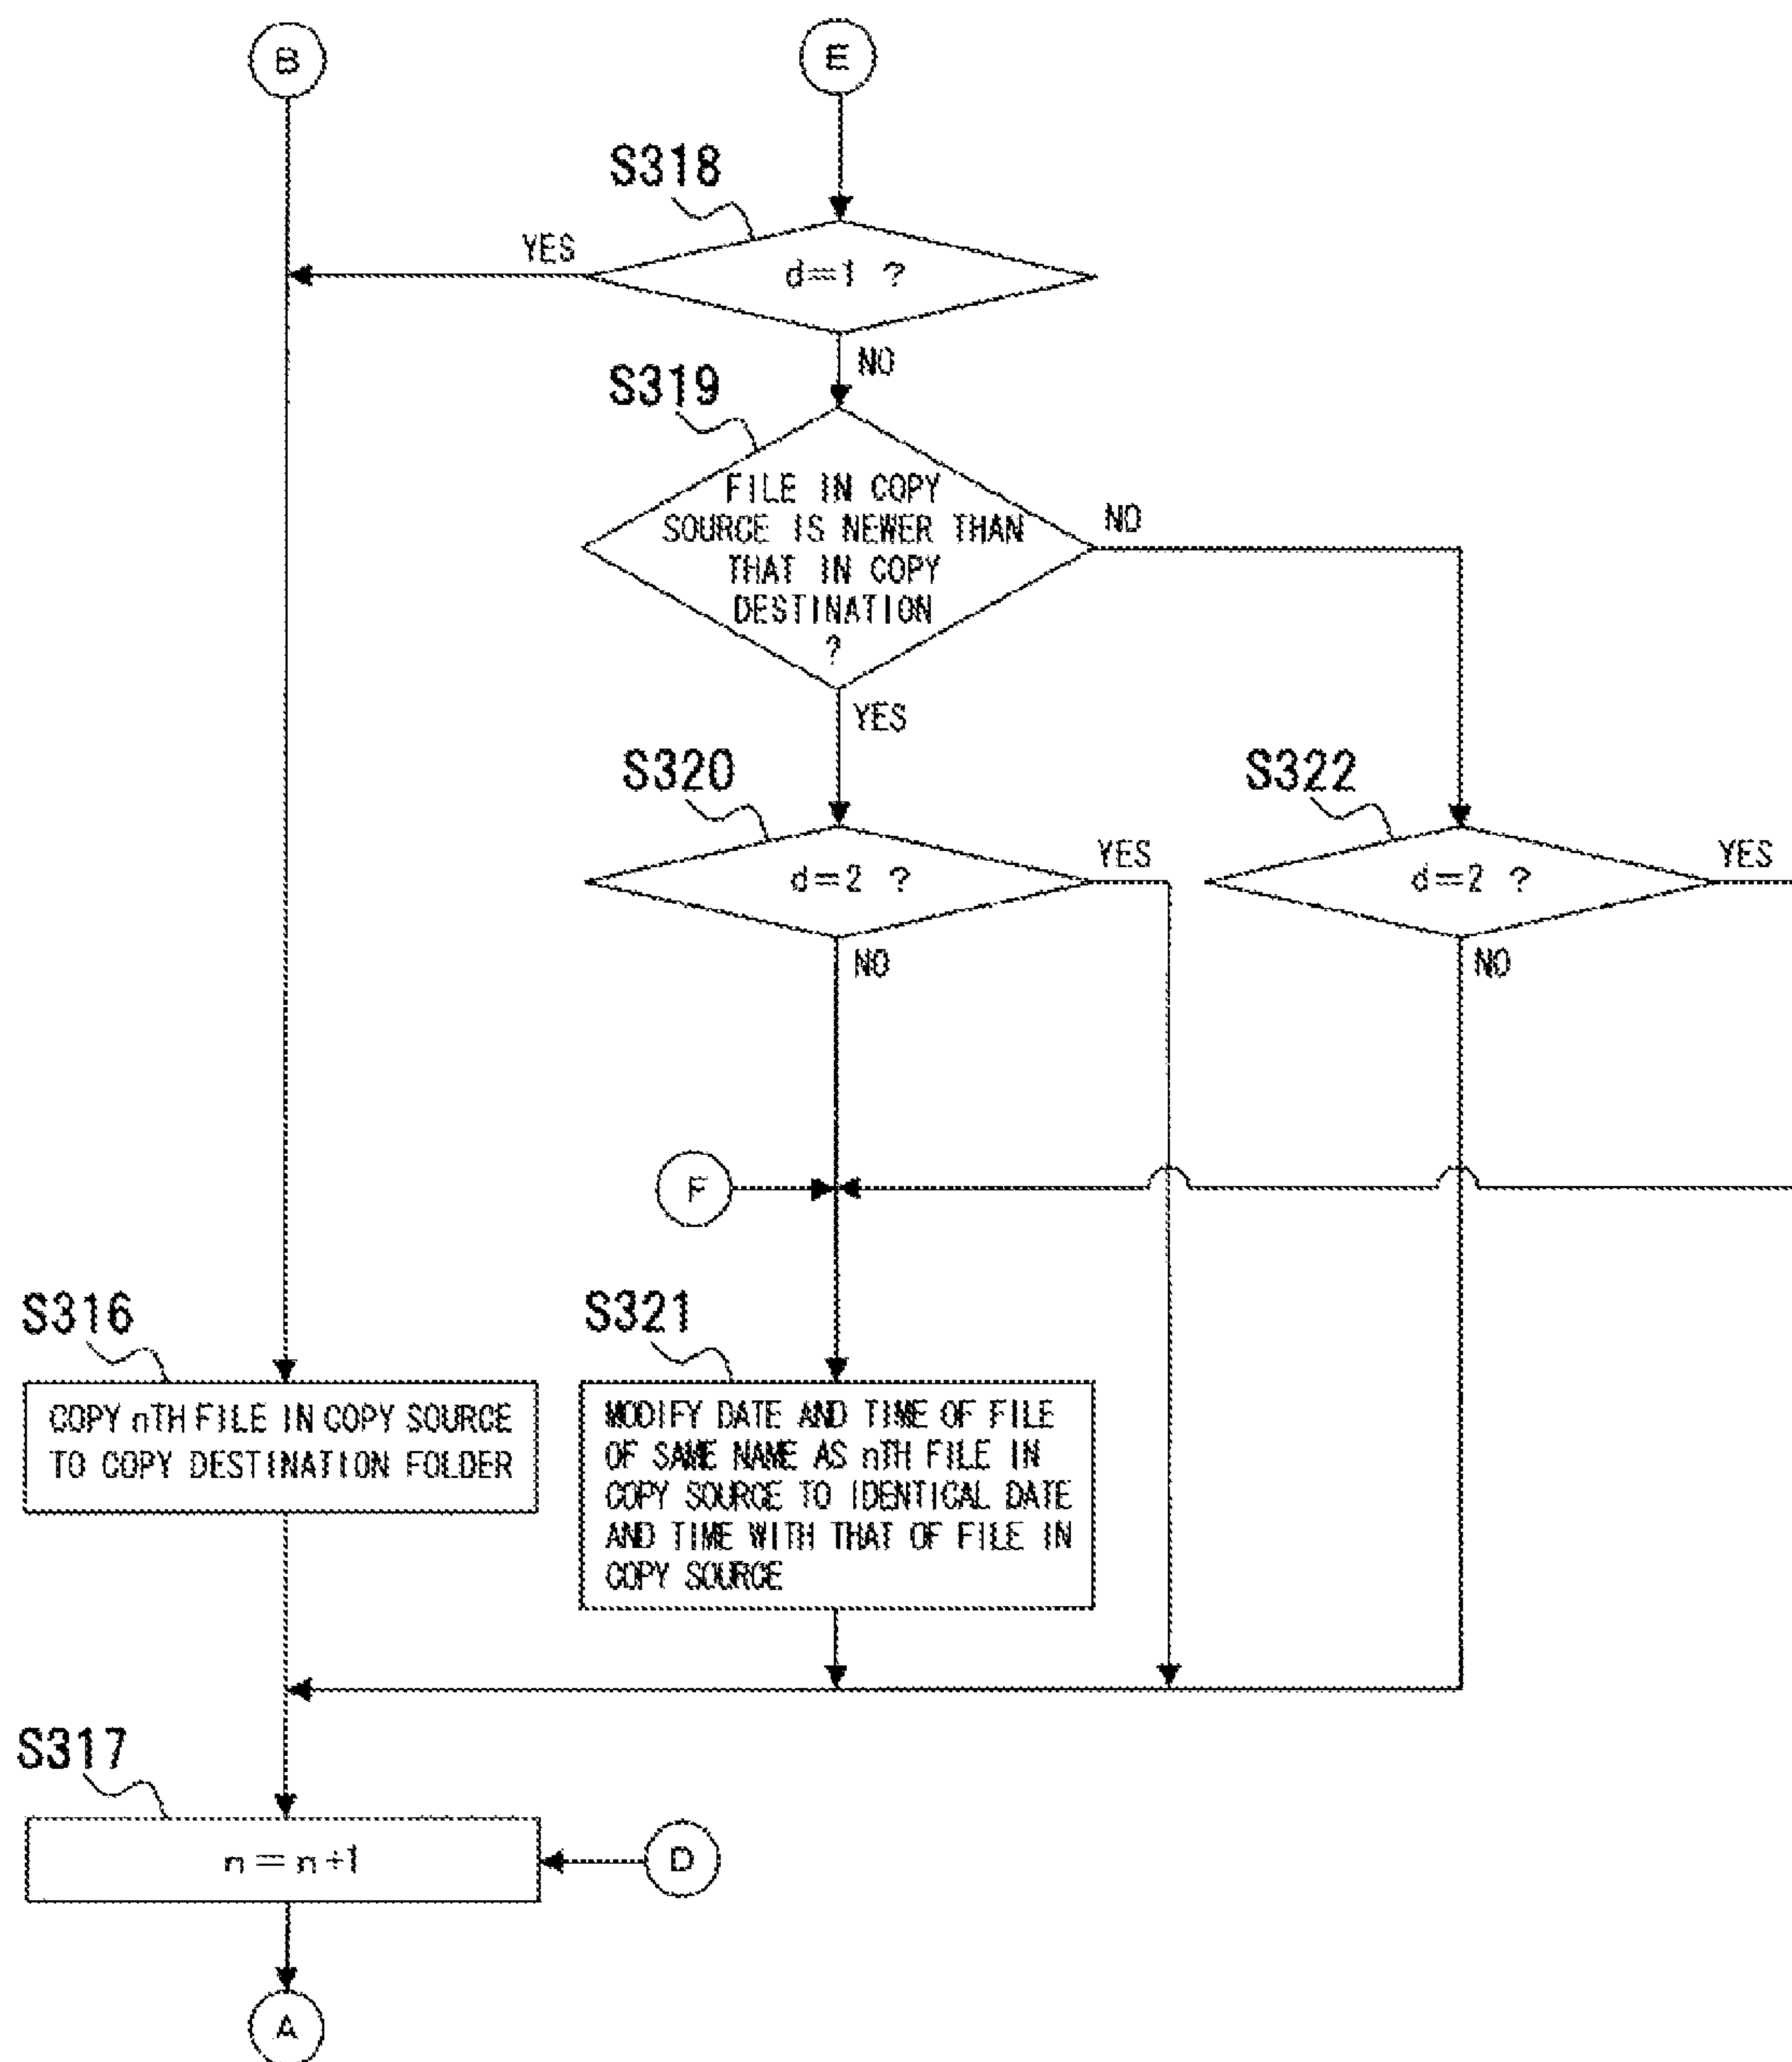 B
E
S318
YES
d=1 ?
NO
S319
FILE IN COPY
SOURCE IS NEWER THAN
THAT IN COPY
DESTINATION
?
NO
YES
S320
S322
d=2 ?
YES
d=2 ?
YES
NO
NO
F
S316
S321
COPY nTH FILE IN COPY SOURCE
TO COPY DESTINATION FOLDER
MODIFY DATE AND TIME OF FILE
OF SAME NAME AS nTH FILE IN
COPY SOURCE TO IDENTICAL DATE
AND TIME WITH THAT OF FILE IN
COPY SOURCE
S317
n=n+1
D
A